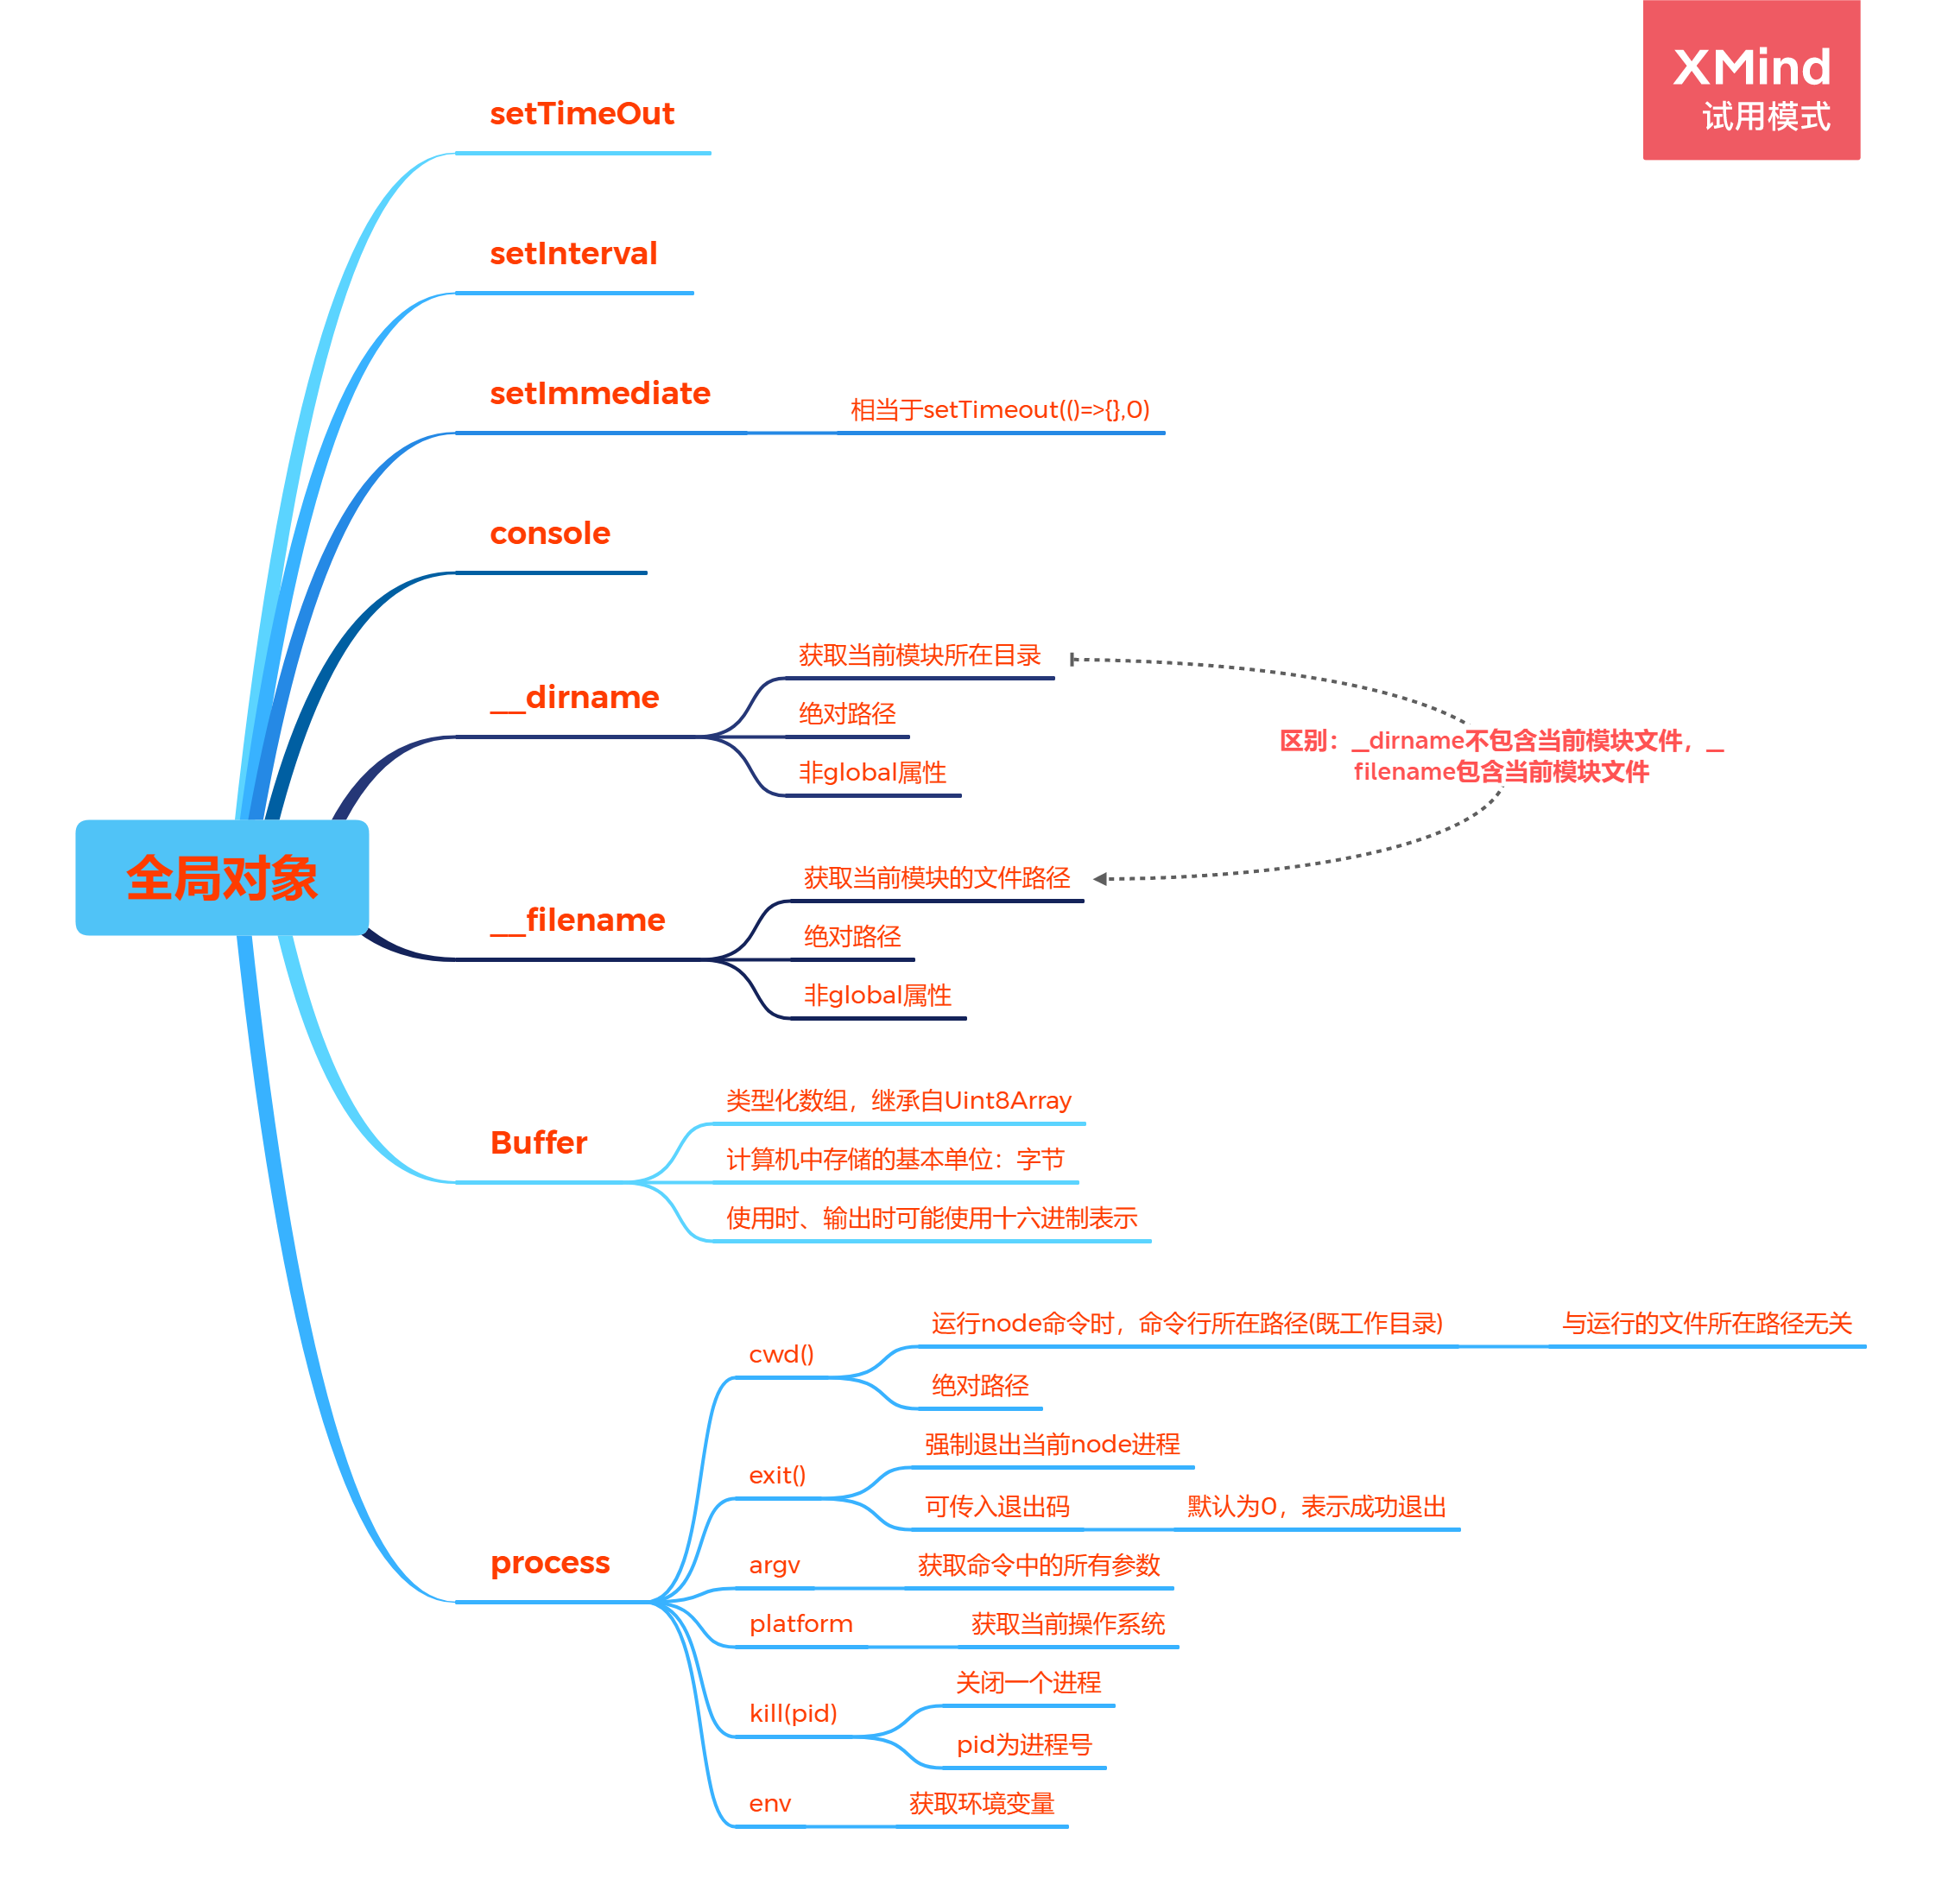 XMind
试用模式
全局对象
setTimeOut
setInterval
setImmediate
相当于setTimeout(()=>{},0)
console
__dirname
获取当前模块所在目录
绝对路径
非global属性
区别：__dirname不包含当前模块文件，__
filename包含当前模块文件
__filename
获取当前模块的文件路径
绝对路径
非global属性
Buffer
类型化数组，继承自Uint8Array
计算机中存储的基本单位：字节
使用时、输出时可能使用十六进制表示
process
cwd()
运行node命令时，命令行所在路径(既工作目录)
与运行的文件所在路径无关
绝对路径
exit()
强制退出当前node进程
可传入退出码
默认为0，表示成功退出
argv
获取命令中的所有参数
platform
获取当前操作系统
kill(pid)
关闭一个进程
pid为进程号
env
获取环境变量